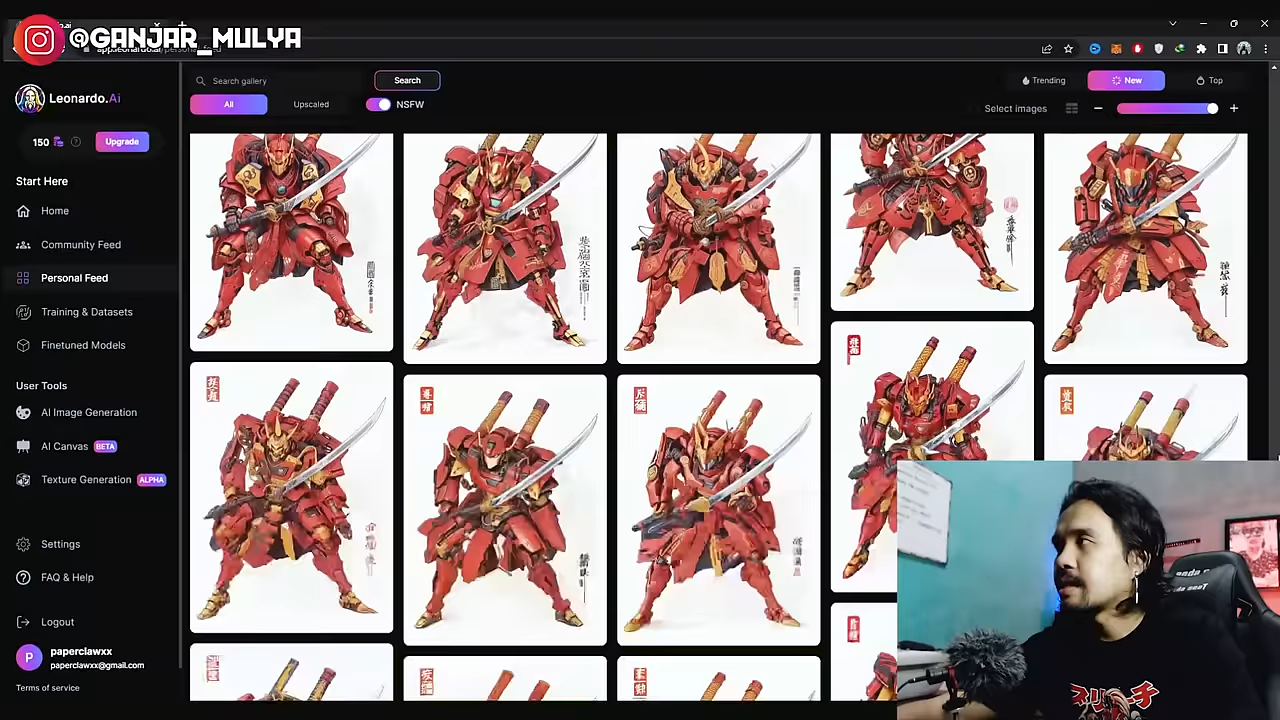 @GANJAR_MULYA
Search gallery
Search
Trending
New
Top
Leonardo.Ai
All
Upscaled
NSFW
Select images
150
Upgrade
Start Here
Home
Community Feed
Personal Feed
Training & Datasets
Finetuned Models
User Tools
AI Image Generation
AI Canvas BETA
Texture Generation ALPHA
Settings
FAQ & Help
Logout
P
paperclawxx
paperclawxx@gmail.com
Terms of service